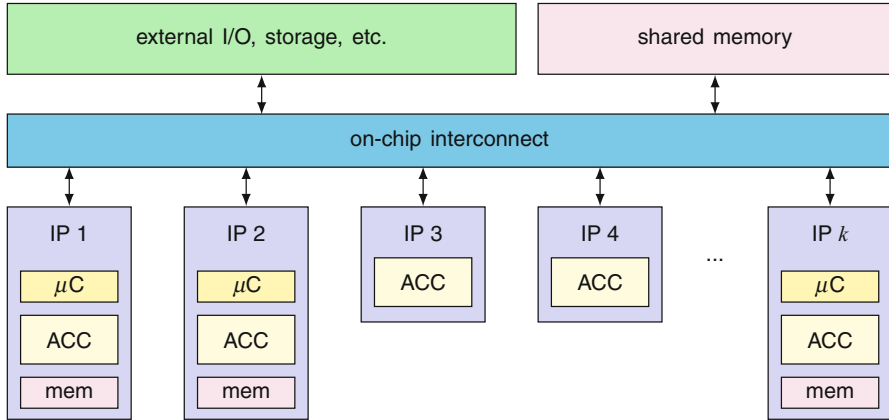 external I/O, storage, etc.
shared memory
on-chip interconnect
IP 1
IP 2
IP 3
IP 4
...
IP k
μC
μC
ACC
ACC
μC
ACC
ACC
ACC
mem
mem
mem